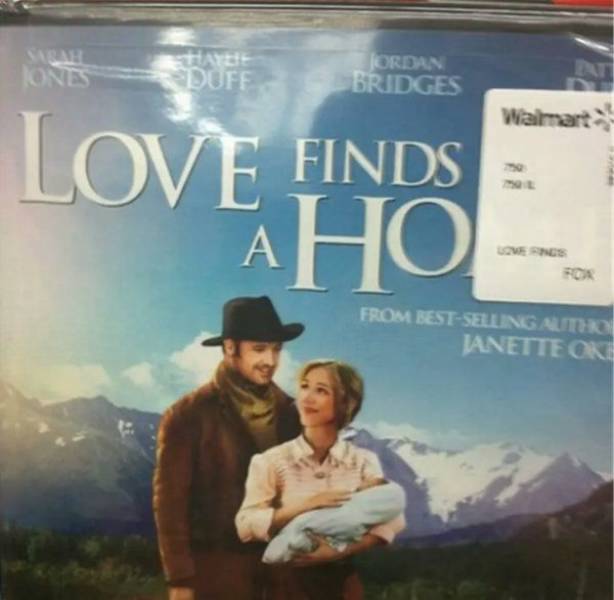 SARAH
JONES
HAYLIE
DUFF
JORDAN
BRIDGES
LOVE FINDS
A HO
FROM BEST-SELLING AUTHO
JANETTE OKE
Walmart
LOVE FINDS
FOX